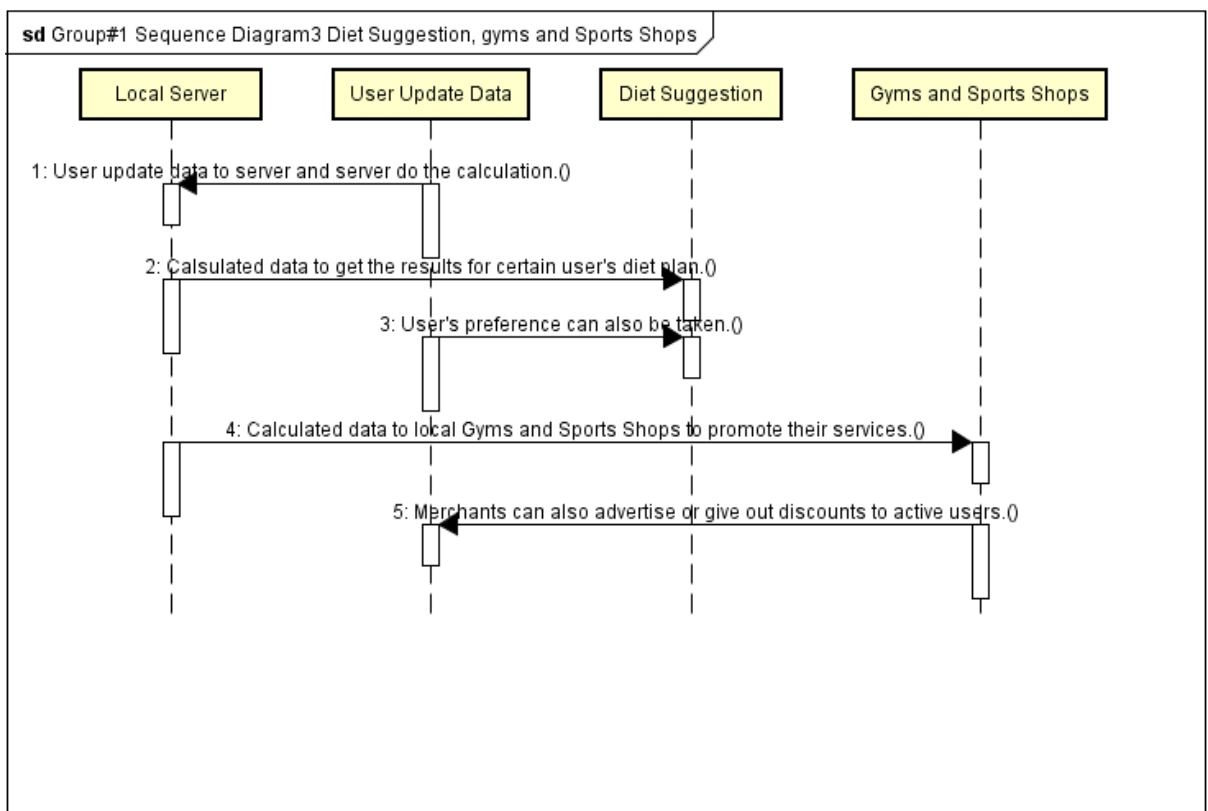 sd Group#1 Sequence Diagram3 Diet Suggestion, gyms and Sports Shops
Local Server
User Update Data
Diet Suggestion
Gyms and Sports Shops
1: User update data to server and server do the calculation.()
2: Calsulated data to get the results for certain user's diet plan.()
3: User's preference can also be taken.()
4: Calculated data to local Gyms and Sports Shops to promote their services.()
5: Merchants can also advertise or give out discounts to active users.()